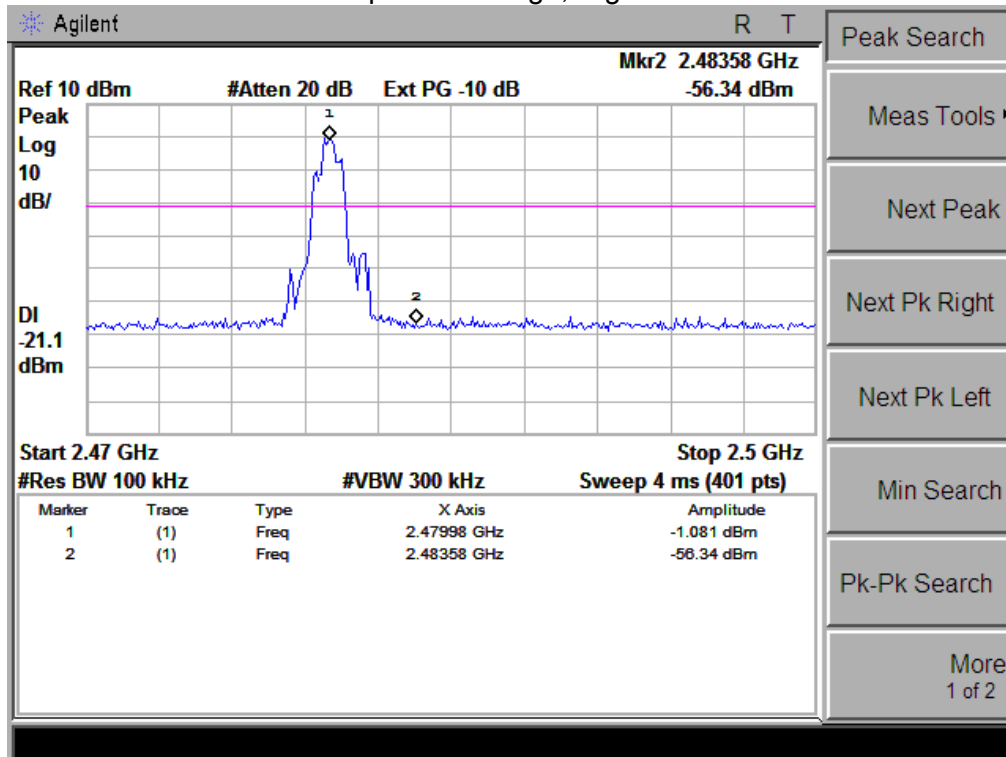 Agilent R T
Peak Search
Mkr2 2.48358 GHz
Ref 10 dBm #Atten 20 dB Ext PG -10 dB -56.34 dBm
Peak
Log
10
dB/
1
2
DI
-21.1
dBm
Start 2.47 GHz Stop 2.5 GHz
#Res BW 100 kHz #VBW 300 kHz Sweep 4 ms (401 pts)
Marker Trace Type X Axis Amplitude
1 (1) Freq 2.47998 GHz -1.081 dBm
2 (1) Freq 2.48358 GHz -56.34 dBm
Meas Tools
Next Peak
Next Pk Right
Next Pk Left
Min Search
Pk-Pk Search
More
1 of 2